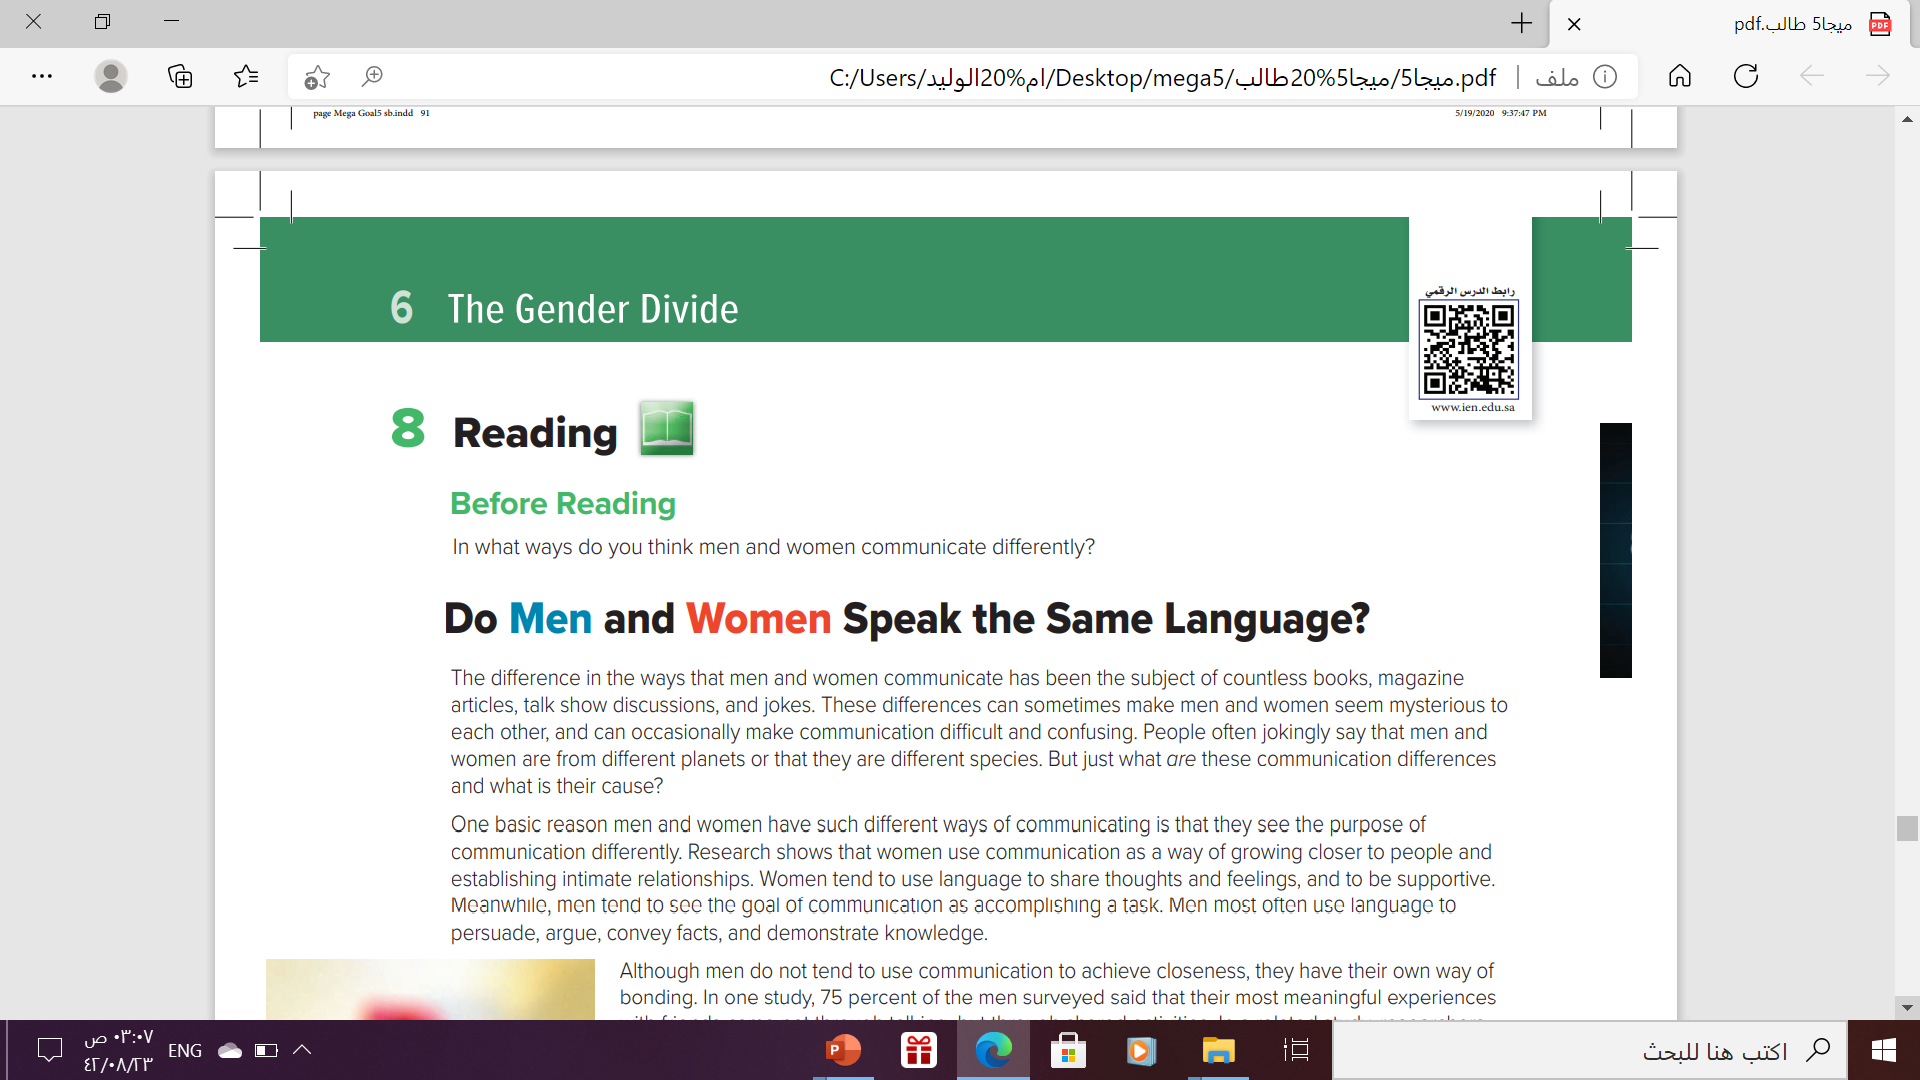 ميجا5 طالب.pdf
C:/Users/ام%20الوليد/Desktop/mega5/ميجا5/ميجا5%20طالب.pdf
ملف
page Mega Goal5 sb.indd 91
5/19/2020 9:37:47 PM
6 The Gender Divide
رابط الدرس الرقمي
www.ien.edu.sa
8 Reading
Before Reading
In what ways do you think men and women communicate differently?
Do Men and Women Speak the Same Language?
The difference in the ways that men and women communicate has been the subject of countless books, magazine
articles, talk show discussions, and jokes. These differences can sometimes make men and women seem mysterious to
each other, and can occasionally make communication difficult and confusing. People often jokingly say that men and
women are from different planets or that they are different species. But just what are these communication differences
and what is their cause?
One basic reason men and women have such different ways of communicating is that they see the purpose of
communication differently. Research shows that women use communication as a way of growing closer to people and
establishing intimate relationships. Women tend to use language to share thoughts and feelings, and to be supportive.
Meanwhile, men tend to see the goal of communication as accomplishing a task. Men most often use language to
persuade, argue, convey facts, and demonstrate knowledge.
Although men do not tend to use communication to achieve closeness, they have their own way of
bonding. In one study, 75 percent of the men surveyed said that their most meaningful experiences
٠٣:٠٧ ص
٤٢/٠٨/٢٣
ENG
اكتب هنا للبحث